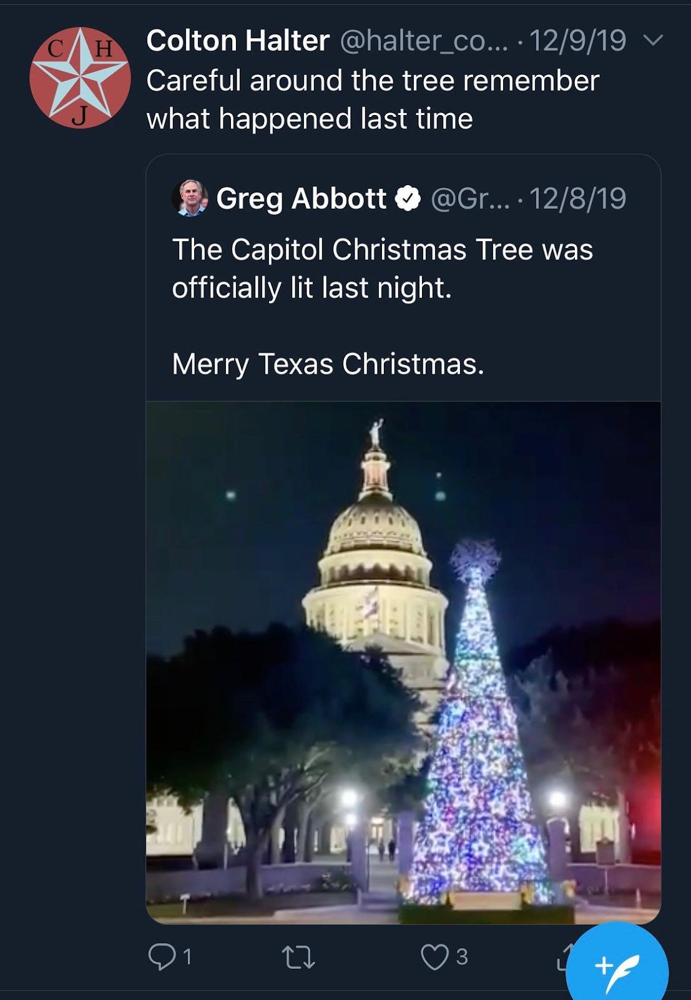 C H
J
Colton Halter @halter_co... · 12/9/19
Careful around the tree remember
what happened last time
Greg Abbott @Gr... · 12/8/19
The Capitol Christmas Tree was
officially lit last night.
Merry Texas Christmas.
1 3